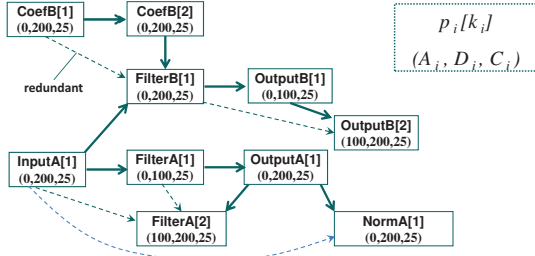 CoefB[1]
(0,200,25)
CoefB[2]
(0,200,25)
p i [k i ]
(A i , D i , C i )
redundant
FilterB[1]
(0,200,25)
OutputB[1]
(0,100,25)
OutputB[2]
(100,200,25)
InputA[1]
(0,200,25)
FilterA[1]
(0,100,25)
OutputA[1]
(0,200,25)
FilterA[2]
(100,200,25)
NormA[1]
(0,200,25)